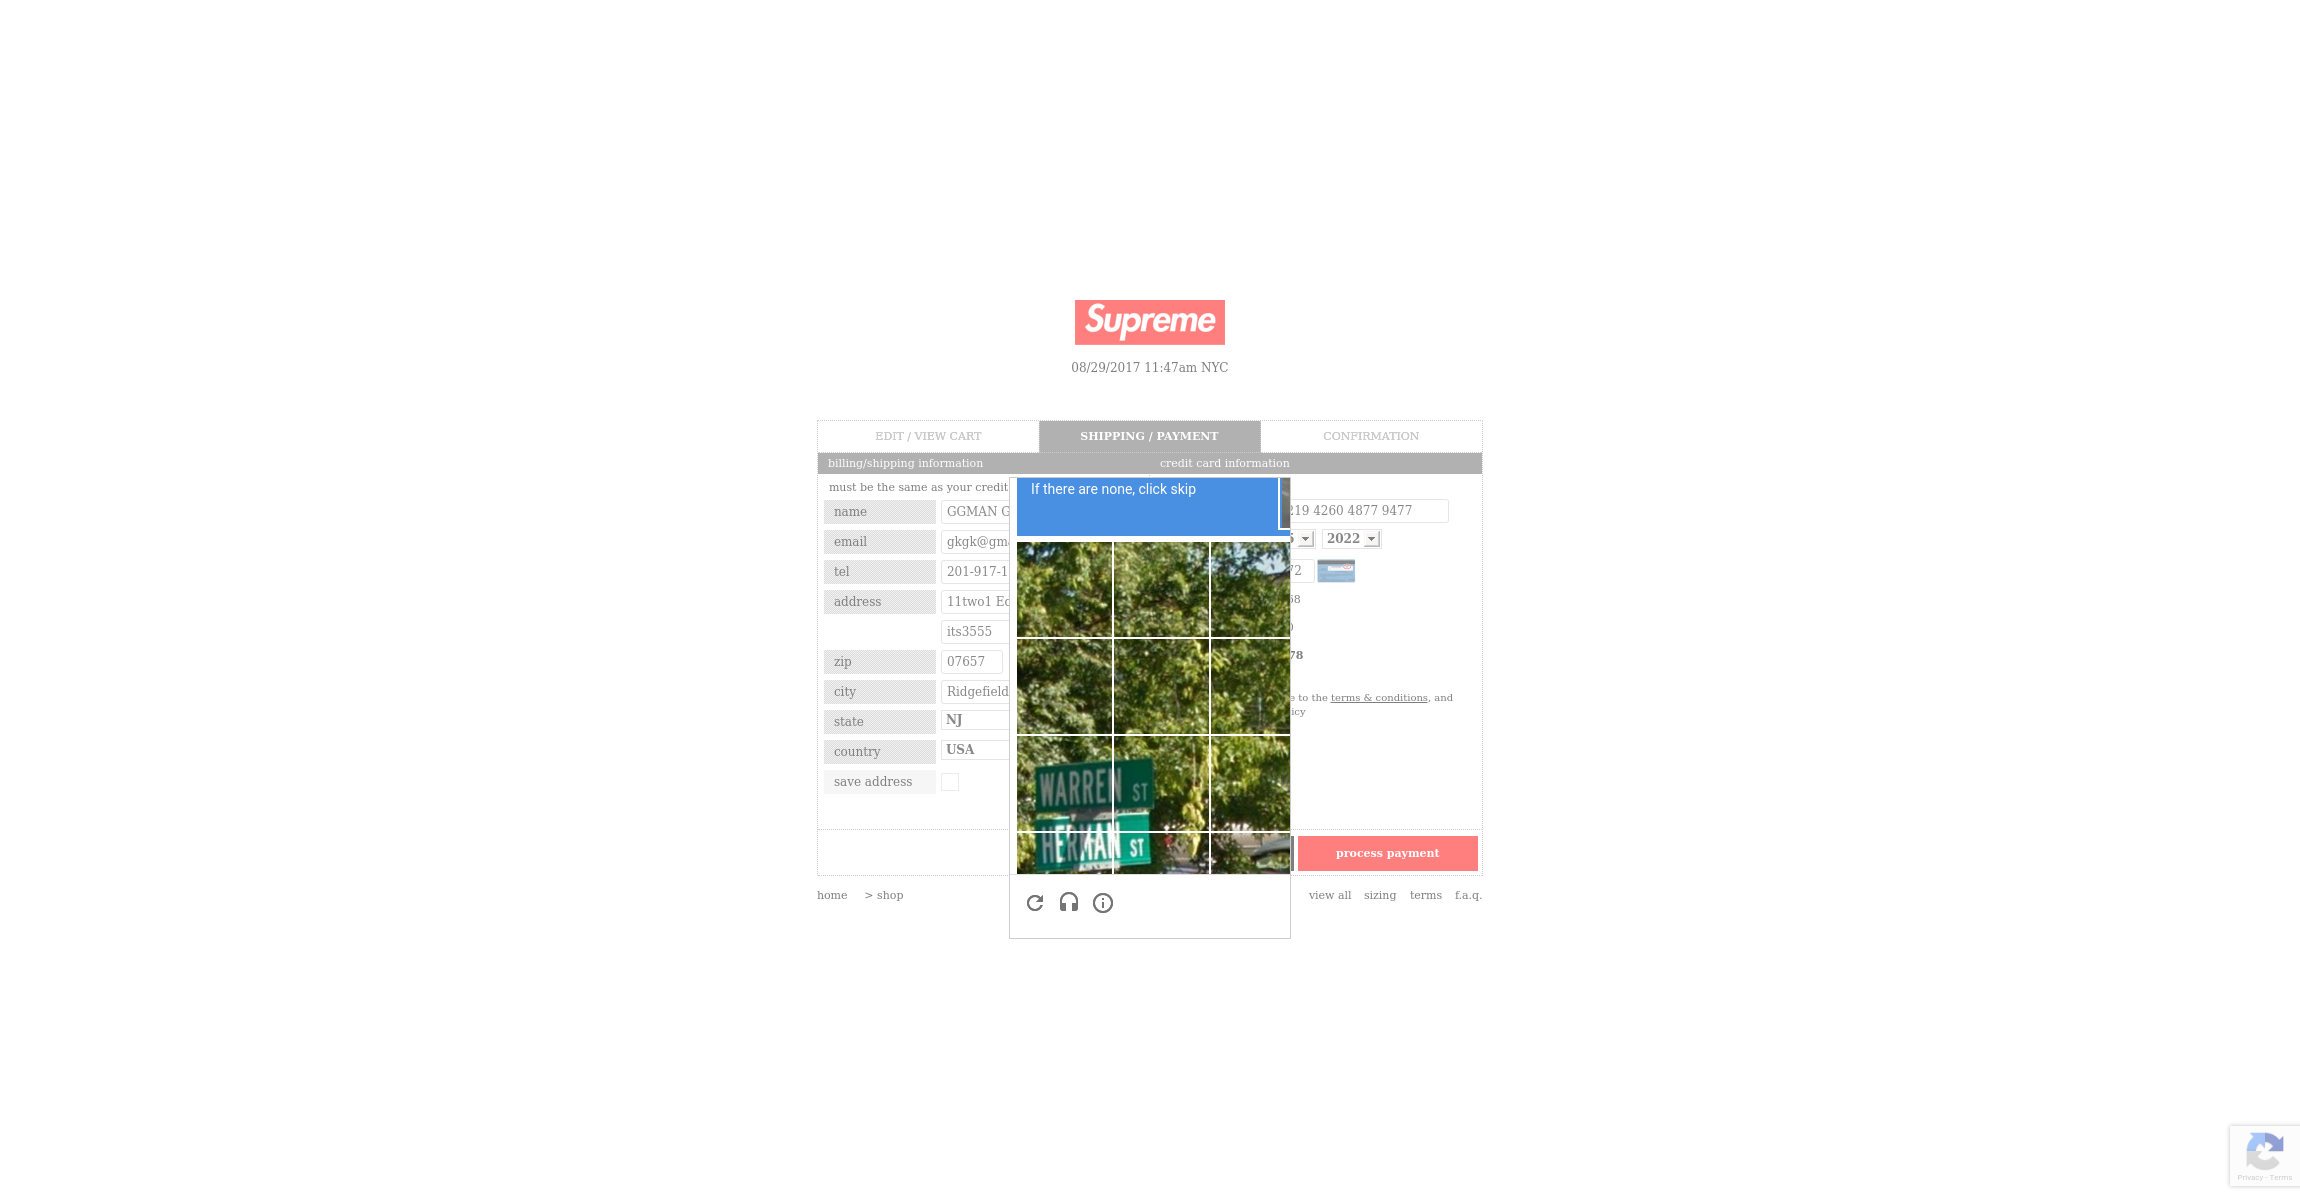 Supreme
08/29/2017 11:47am NYC
EDIT / VIEW CART
SHIPPING / PAYMENT
CONFIRMATION
billing/shipping information
credit card information
must be the same as your credit
If there are none, click skip
name
GGMAN G
219 4260 4877 9477
email
gkgk@gm
2022
tel
201-917-1
72
address
11two1 Ed
68
its3555
zip
07657
78
city
Ridgefield
e to the terms & conditions, and
icy
state
NJ
country
USA
save address
WARREN ST
HERMAN ST
process payment
home
> shop
view all
sizing
terms
f.a.q.
Privacy - Terms